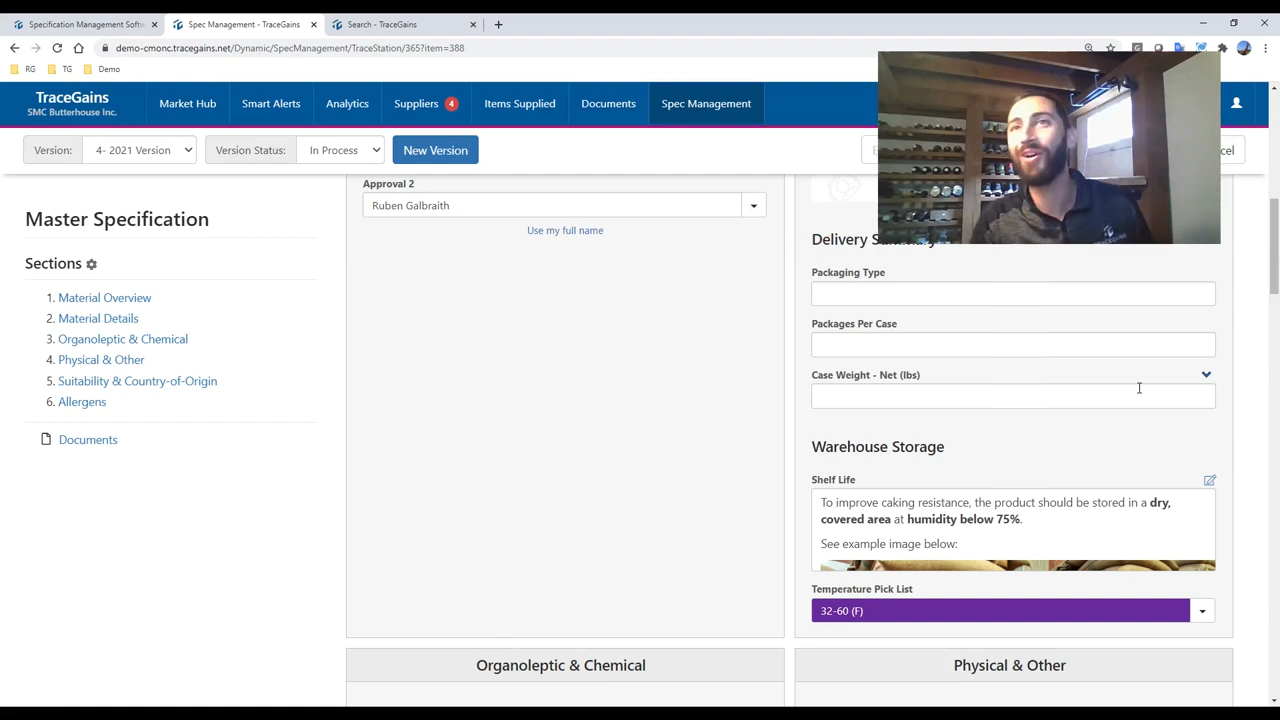 Specification Management Softw
Spec Management - TraceGains
Search - TraceGains
demo-cmonc.tracegains.net/Dynamic/SpecManagement/TraceStation/365?item=388
RG
TG
Demo
TraceGains
SMC Butterhouse Inc.
Market Hub
Smart Alerts
Analytics
Suppliers 4
Items Supplied
Documents
Spec Management
Version: 4- 2021 Version
Version Status: In Process
New Version
Master Specification
Sections
1. Material Overview
2. Material Details
3. Organoleptic & Chemical
4. Physical & Other
5. Suitability & Country-of-Origin
6. Allergens
Documents
Approval 2
Ruben Galbraith
Use my full name
Delivery Summary
Packaging Type
Packages Per Case
Case Weight - Net (lbs)
Warehouse Storage
Shelf Life
To improve caking resistance, the product should be stored in a dry,
covered area at humidity below 75%.
See example image below:
Temperature Pick List
32-60 (F)
Organoleptic & Chemical
Physical & Other